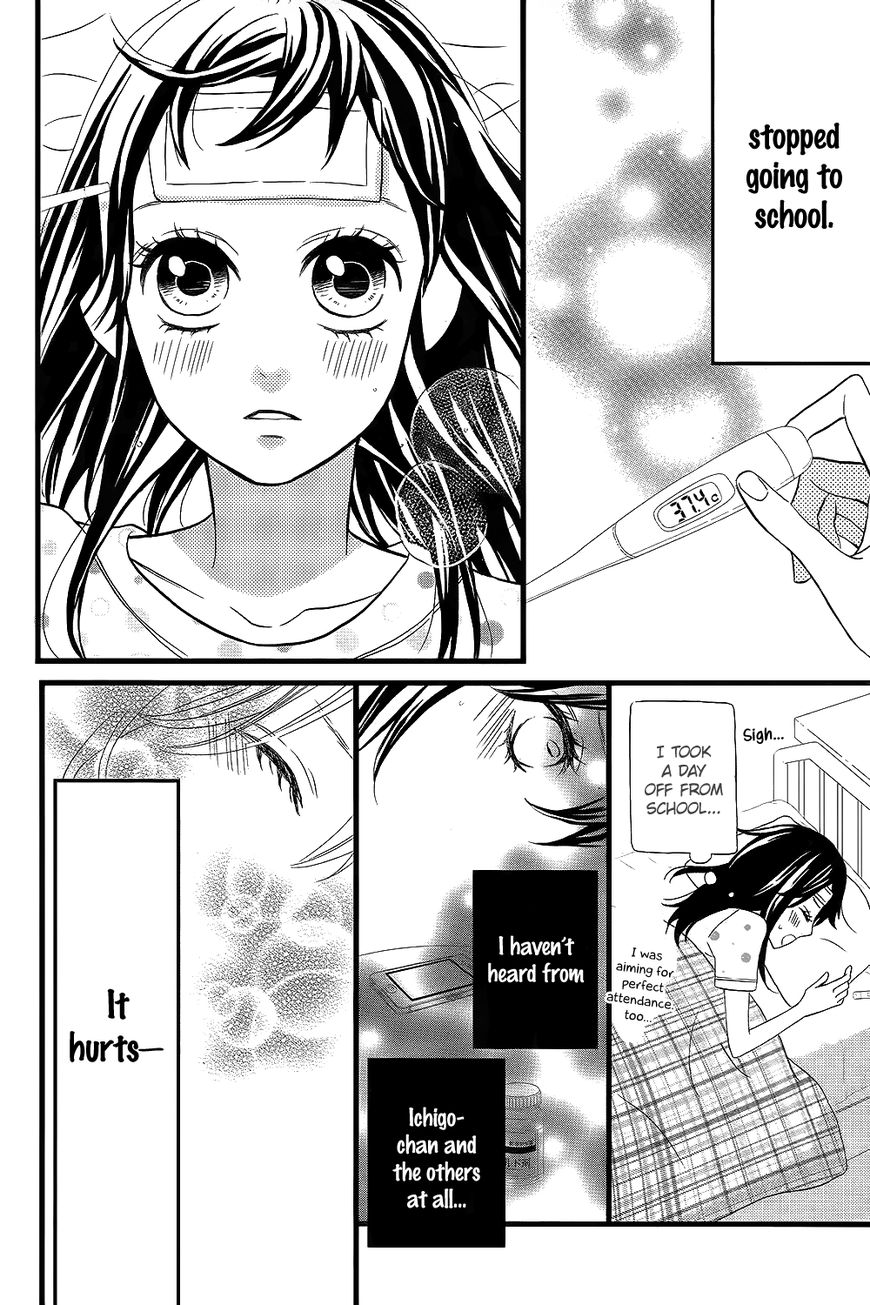 stopped
going to
school.
37.4c
Sigh...
I TOOK
A DAY
OFF FROM
SCHOOL...
I was
aiming for
perfect
attendance
too...
I haven't
heard from
Ichigo-
chan and
the others
at all...
It
hurts—